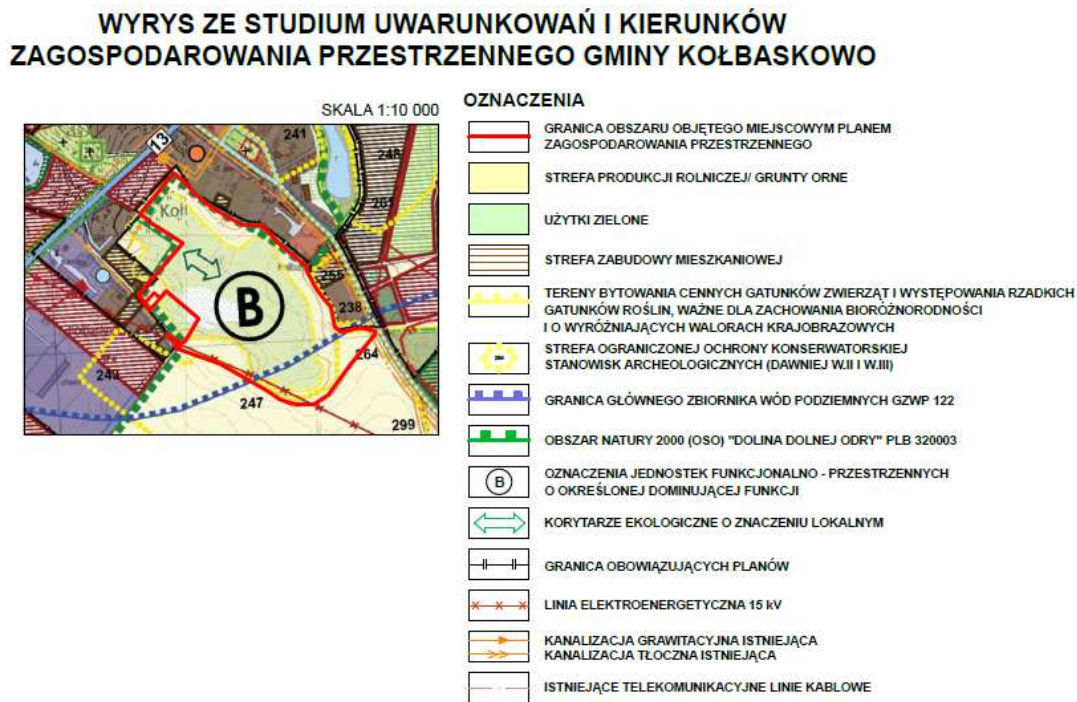 WYRYS ZE STUDIUM UWARUNKOWAŃ I KIERUNKÓW
ZAGOSPODAROWANIA PRZESTRZENNEGO GMINY KOŁBASKOWO
SKALA 1:10 000
13
241
248
261
Koł
B
255
238
264
243
247
299
OZNACZENIA
GRANICA OBSZARU OBJĘTEGO MIEJSCOWYM PLANEM
ZAGOSPODAROWANIA PRZESTRZENNEGO
STREFA PRODUKCJI ROLNICZEJ/ GRUNTY ORNE
UŻYTKI ZIELONE
STREFA ZABUDOWY MIESZKANIOWEJ
TERENY BYTOWANIA CENNYCH GATUNKÓW ZWIERZĄT I WYSTĘPOWANIA RZADKICH
GATUNKÓW ROŚLIN, WAŻNE DLA ZACHOWANIA BIORÓŻNORODNOŚCI
I O WYRÓŻNIAJĄCYCH WALORACH KRAJOBRAZOWYCH
STREFA OGRANICZONEJ OCHRONY KONSERWATORSKIEJ
STANOWISK ARCHEOLOGICZNYCH (DAWNIEJ W.II I W.III)
GRANICA GŁÓWNEGO ZBIORNIKA WÓD PODZIEMNYCH GZWP 122
OBSZAR NATURY 2000 (OSO) "DOLINA DOLNEJ ODRY" PLB 320003
B
OZNACZENIA JEDNOSTEK FUNKCJONALNO - PRZESTRZENNYCH
O OKREŚLONEJ DOMINUJĄCEJ FUNKCJI
KORYTARZE EKOLOGICZNE O ZNACZENIU LOKALNYM
GRANICA OBOWIĄZUJĄCYCH PLANÓW
LINIA ELEKTROENERGETYCZNA 15 kV
KANALIZACJA GRAWITACYJNA ISTNIEJĄCA
KANALIZACJA TŁOCZNA ISTNIEJĄCA
ISTNIEJĄCE TELEKOMUNIKACYJNE LINIE KABLOWE